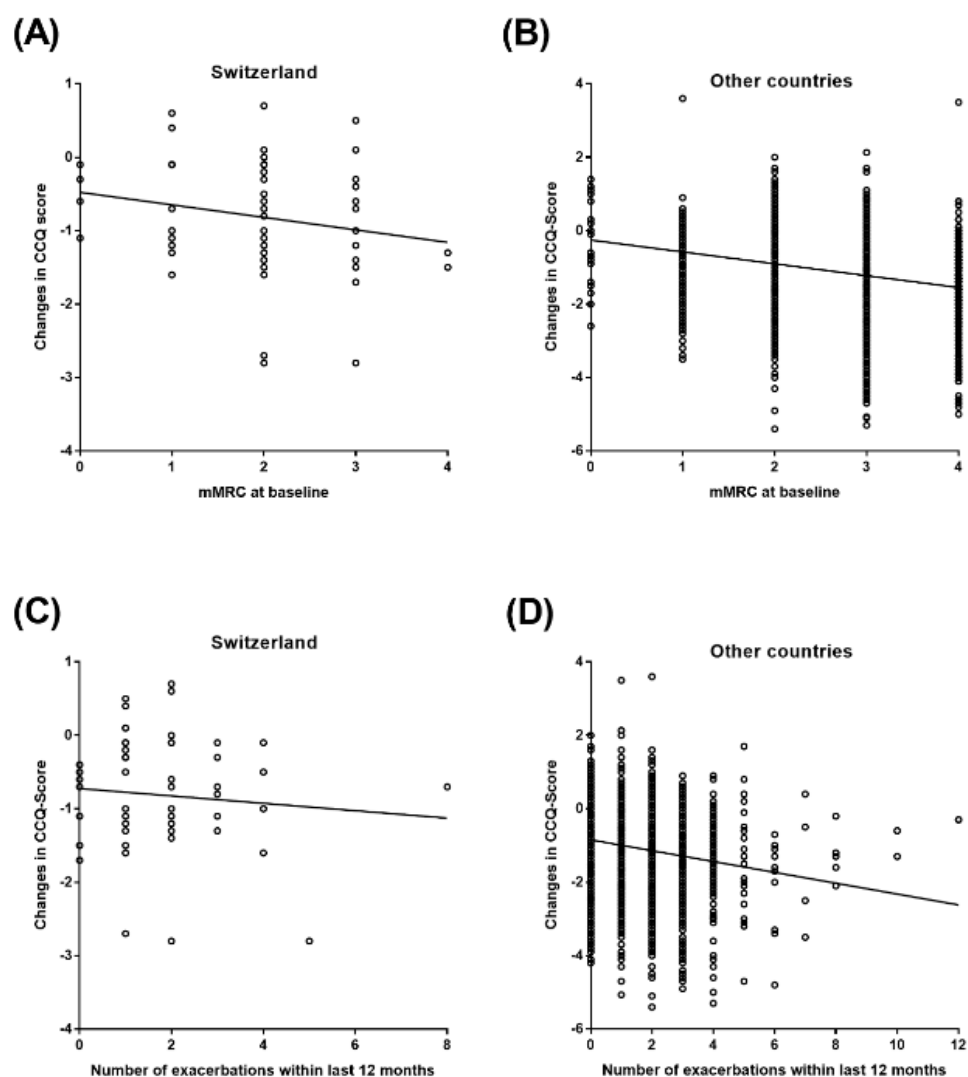 (A)
Switzerland
Changes in CCQ score
1
0
-1
-2
-3
-4
0 1 2 3 4
mMRC at baseline
(B)
Other countries
Changes in CCQ-Score
4
2
0
-2
-4
-6
0 1 2 3 4
mMRC at baseline
(C)
Switzerland
Changes in CCQ-Score
1
0
-1
-2
-3
-4
0 2 4 6 8
Number of exacerbations within last 12 months
(D)
Other countries
Changes in CCQ-Score
4
2
0
-2
-4
-6
0 2 4 6 8 10 12
Number of exacerbations within last 12 months